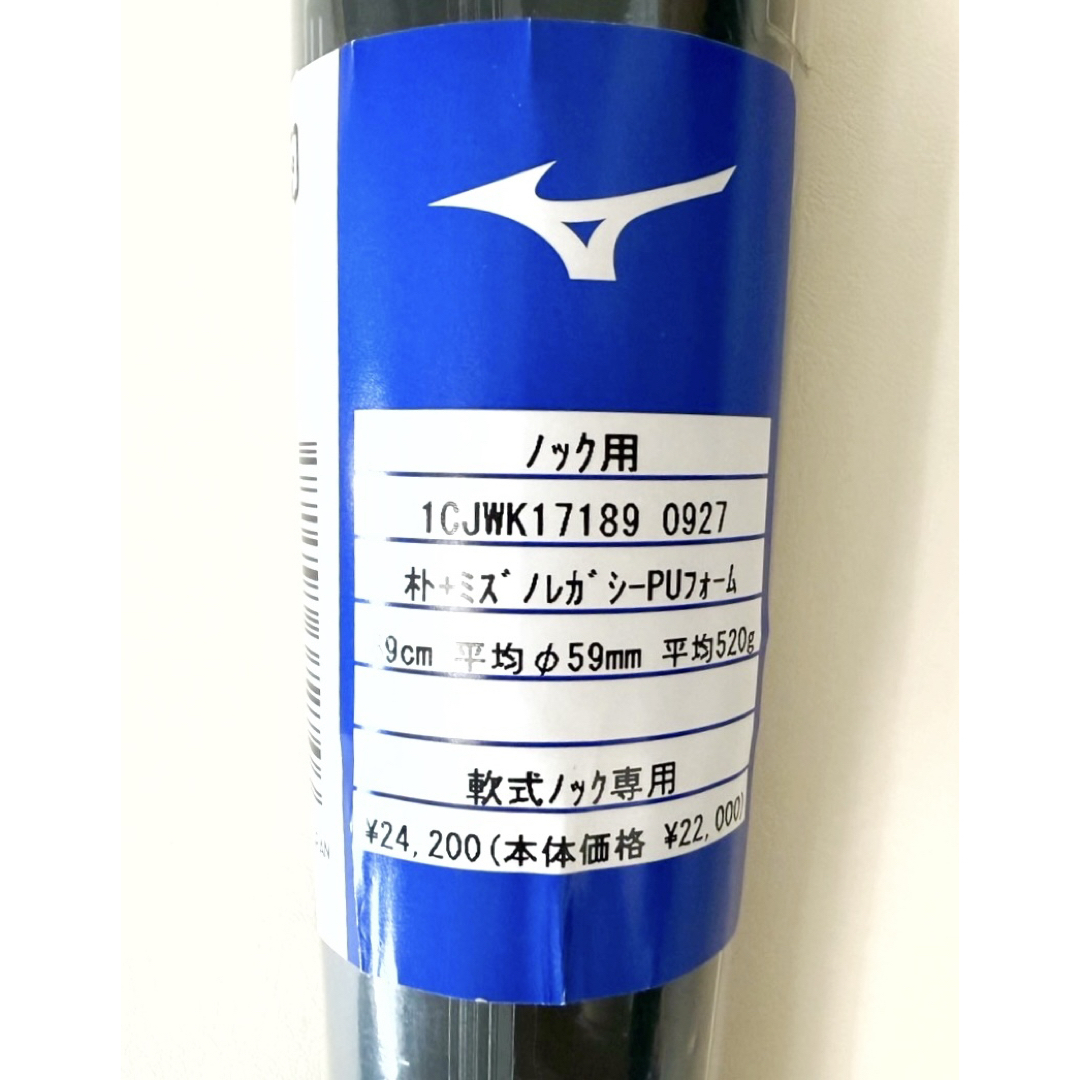 ノック用
1CJWK17189 0927
朴+ミズノレガシーPUフォーム
9cm 平均φ59mm 平均520g
軟式ノック専用
¥24,200(本体価格 ¥22,000)